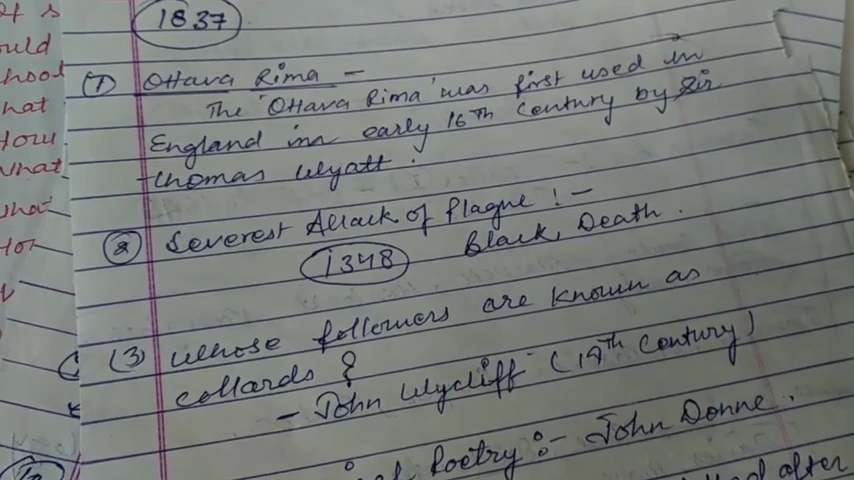 1837
(1) Ottava Rima -
The 'Ottava Rima' was first used in
England in early 16th Century by Sir
Thomas Wyatt.
(2) Severest Attack of Plague :-
1348 Black Death.
(3) Whose followers are known as
Collards ?
- John Wycliff (14th Century)
Poetry :- John Donne.
after